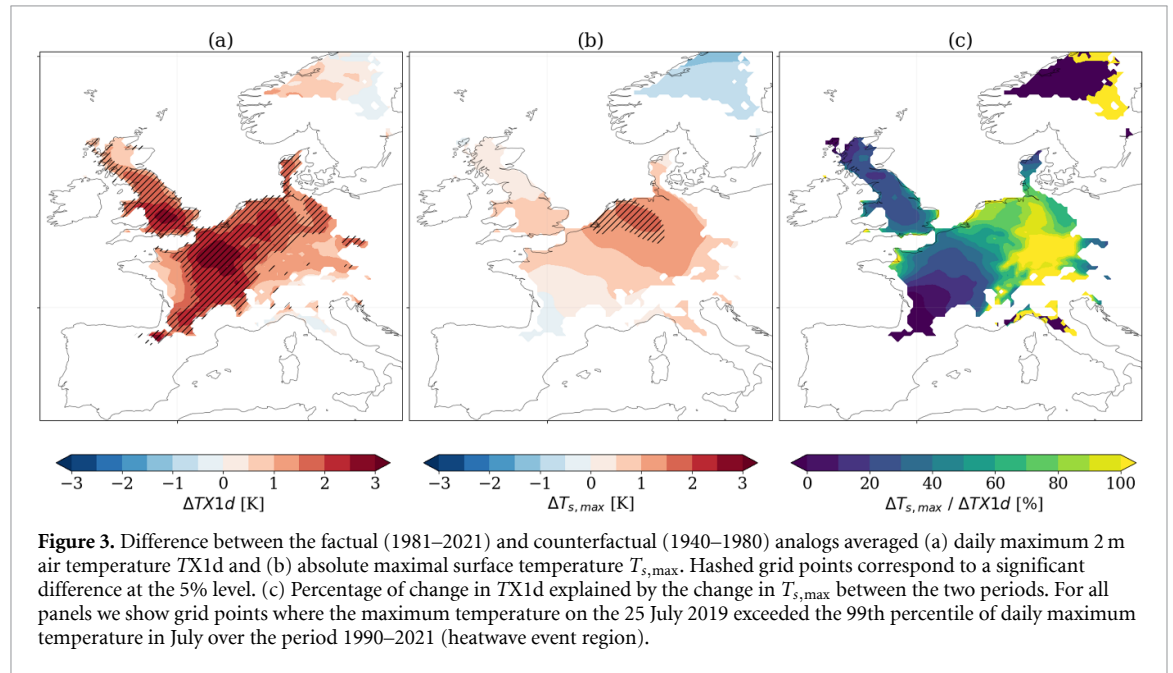 (a) (b) (c)
−3 −2 −1 0 1 2 3
ΔTX1d [K]
−3 −2 −1 0 1 2 3
ΔTs,max [K]
0 20 40 60 80 100
ΔTs,max / ΔTX1d [%]
Figure 3. Difference between the factual (1981–2021) and counterfactual (1940–1980) analogs averaged (a) daily maximum 2 m
air temperature TX1d and (b) absolute maximal surface temperature Ts,max. Hashed grid points correspond to a significant
difference at the 5% level. (c) Percentage of change in TX1d explained by the change in Ts,max between the two periods. For all
panels we show grid points where the maximum temperature on the 25 July 2019 exceeded the 99th percentile of daily maximum
temperature in July over the period 1990–2021 (heatwave event region).